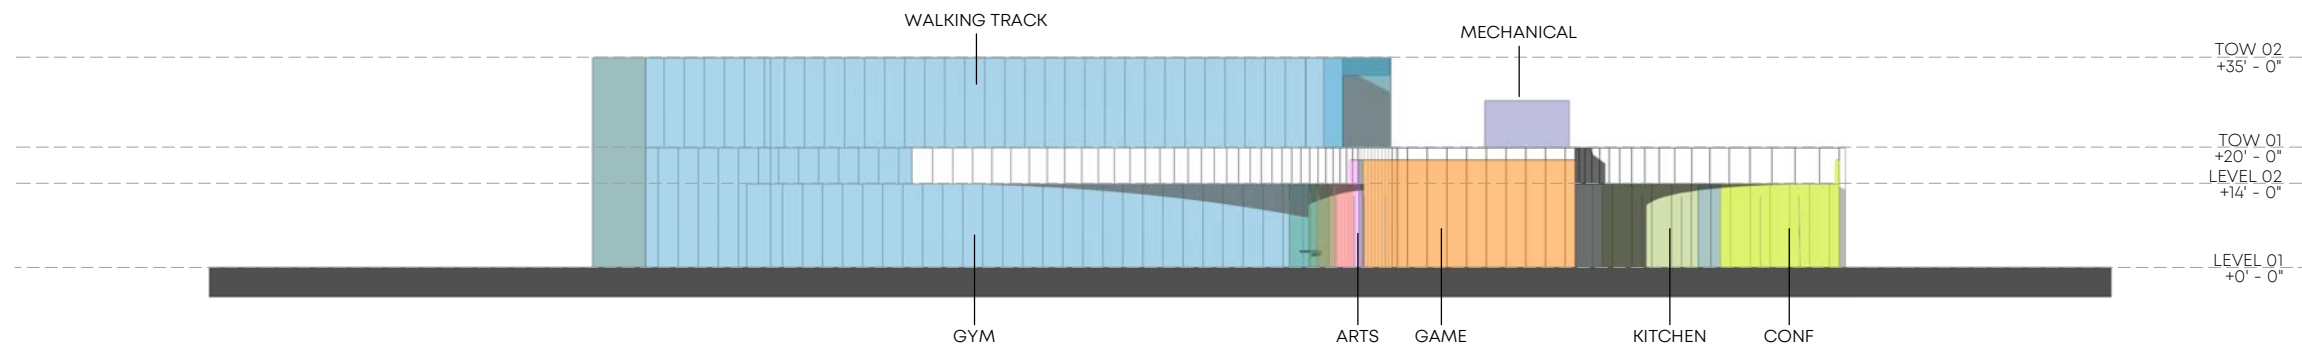 WALKING TRACK
MECHANICAL
TOW 02
+35' - 0"
TOW 01
+20' - 0"
LEVEL 02
+14' - 0"
LEVEL 01
+0' - 0"
GYM
ARTS
GAME
KITCHEN
CONF